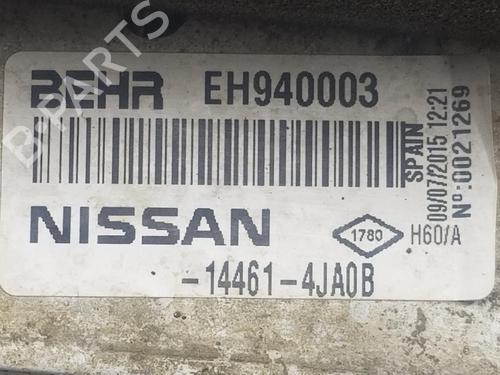 B-PARTS
BEHR EH940003
SPAIN
09/07/2015 12:21
Nº:0021269
NISSAN
1780
H60/A
-14461-4JA0B